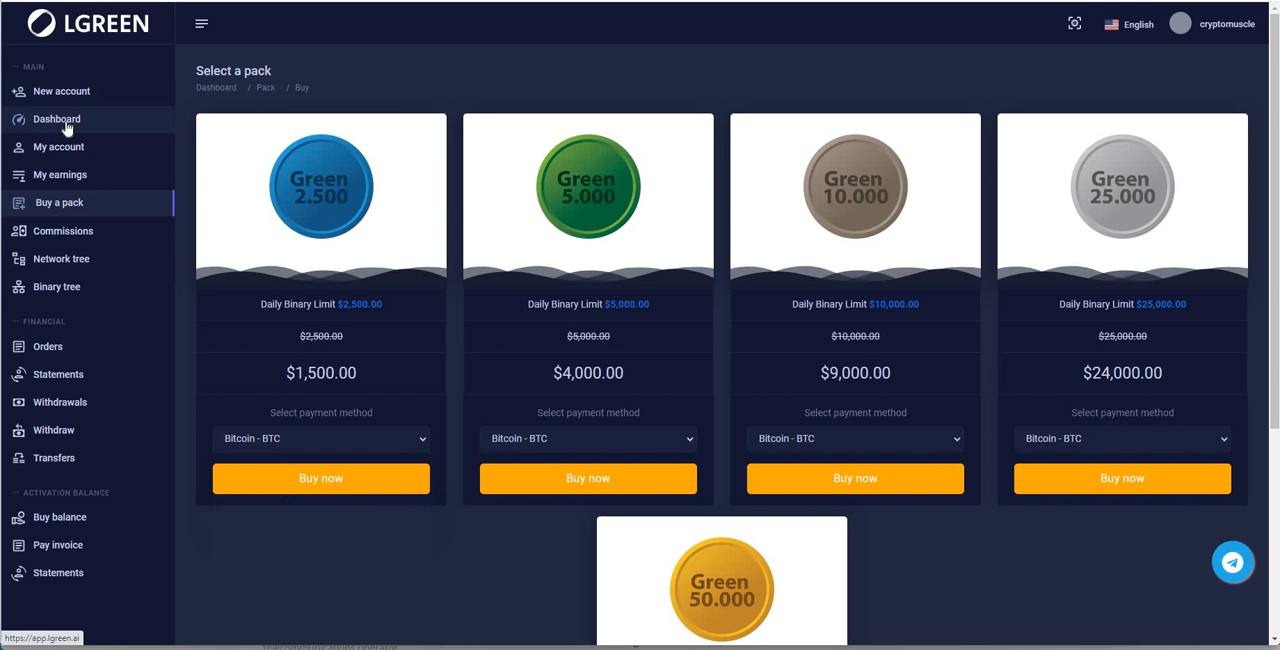 LGREEN
English
cryptomuscle
MAIN
New account
Dashboard
My account
My earnings
Buy a pack
Commissions
Network tree
Binary tree
FINANCIAL
Orders
Statements
Withdrawals
Withdraw
Transfers
ACTIVATION BALANCE
Buy balance
Pay invoice
Statements
https://app.lgreen.ai
Select a pack
Dashboard / Pack / Buy
Green
2.500
Daily Binary Limit $2,500.00
$2,500.00
$1,500.00
Select payment method
Bitcoin - BTC
Buy now
Green
5.000
Daily Binary Limit $5,000.00
$5,000.00
$4,000.00
Select payment method
Bitcoin - BTC
Buy now
Green
10.000
Daily Binary Limit $10,000.00
$10,000.00
$9,000.00
Select payment method
Bitcoin - BTC
Buy now
Green
25.000
Daily Binary Limit $25,000.00
$25,000.00
$24,000.00
Select payment method
Bitcoin - BTC
Buy now
Green
50.000